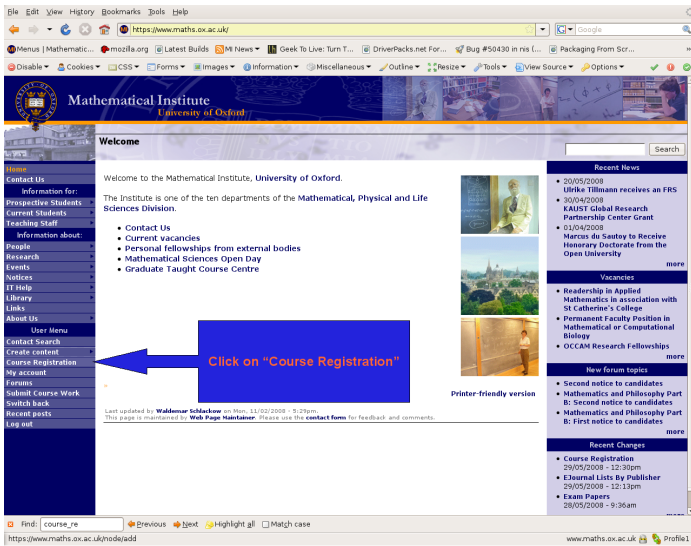 File Edit View History Bookmarks Tools Help
https://www.maths.ox.ac.uk/
Google
Menus | Mathematic... mozilla.org Latest Builds MI News Geek To Live: Turn T... DriverPacks.net For... Bug #50430 in nis (... Packaging From Scr...
Disable Cookies CSS Forms Images Information Miscellaneous Outline Resize Tools View Source Options
Mathematical Institute
University of Oxford
Welcome
Search
Home
Contact Us
Information for:
Prospective Students
Current Students
Teaching Staff
Information about:
People
Research
Events
Notices
IT Help
Library
Links
About Us
User Menu
Contact Search
Create content
Course Registration
My account
Forums
Submit Course Work
Switch back
Recent posts
Log out
Welcome to the Mathematical Institute, University of Oxford.
The Institute is one of the ten departments of the Mathematical, Physical and Life
Sciences Division.
• Contact Us
• Current vacancies
• Personal fellowships from external bodies
• Mathematical Sciences Open Day
• Graduate Taught Course Centre
Click on "Course Registration"
Printer-friendly version
Last updated by Waldemar Schlackow on Mon, 11/02/2008 - 5:29pm.
This page is maintained by Web Page Maintainer. Please use the contact form for feedback and comments.
Recent News
• 20/05/2008
Ulrike Tillmann receives an FRS
• 30/04/2008
KAUST Global Research
Partnership Center Grant
• 01/04/2008
Marcus du Sautoy to Receive
Honorary Doctorate from the
Open University
more
Vacancies
• Readership in Applied
Mathematics in association with
St Catherine's College
• Permanent Faculty Position in
Mathematical or Computational
Biology
• OCCAM Research Fellowships
more
New forum topics
• Second notice to candidates
• Mathematics and Philosophy Part
B: Second notice to candidates
• Mathematics and Philosophy Part
B: First notice to candidates
more
Recent Changes
• Course Registration
29/05/2008 - 12:30pm
• EJournal Lists By Publisher
29/05/2008 - 12:13pm
• Exam Papers
28/05/2008 - 9:36am
more
Find: course_re Previous Next Highlight all Match case
https://www.maths.ox.ac.uk/node/add
www.maths.ox.ac.uk Profile1